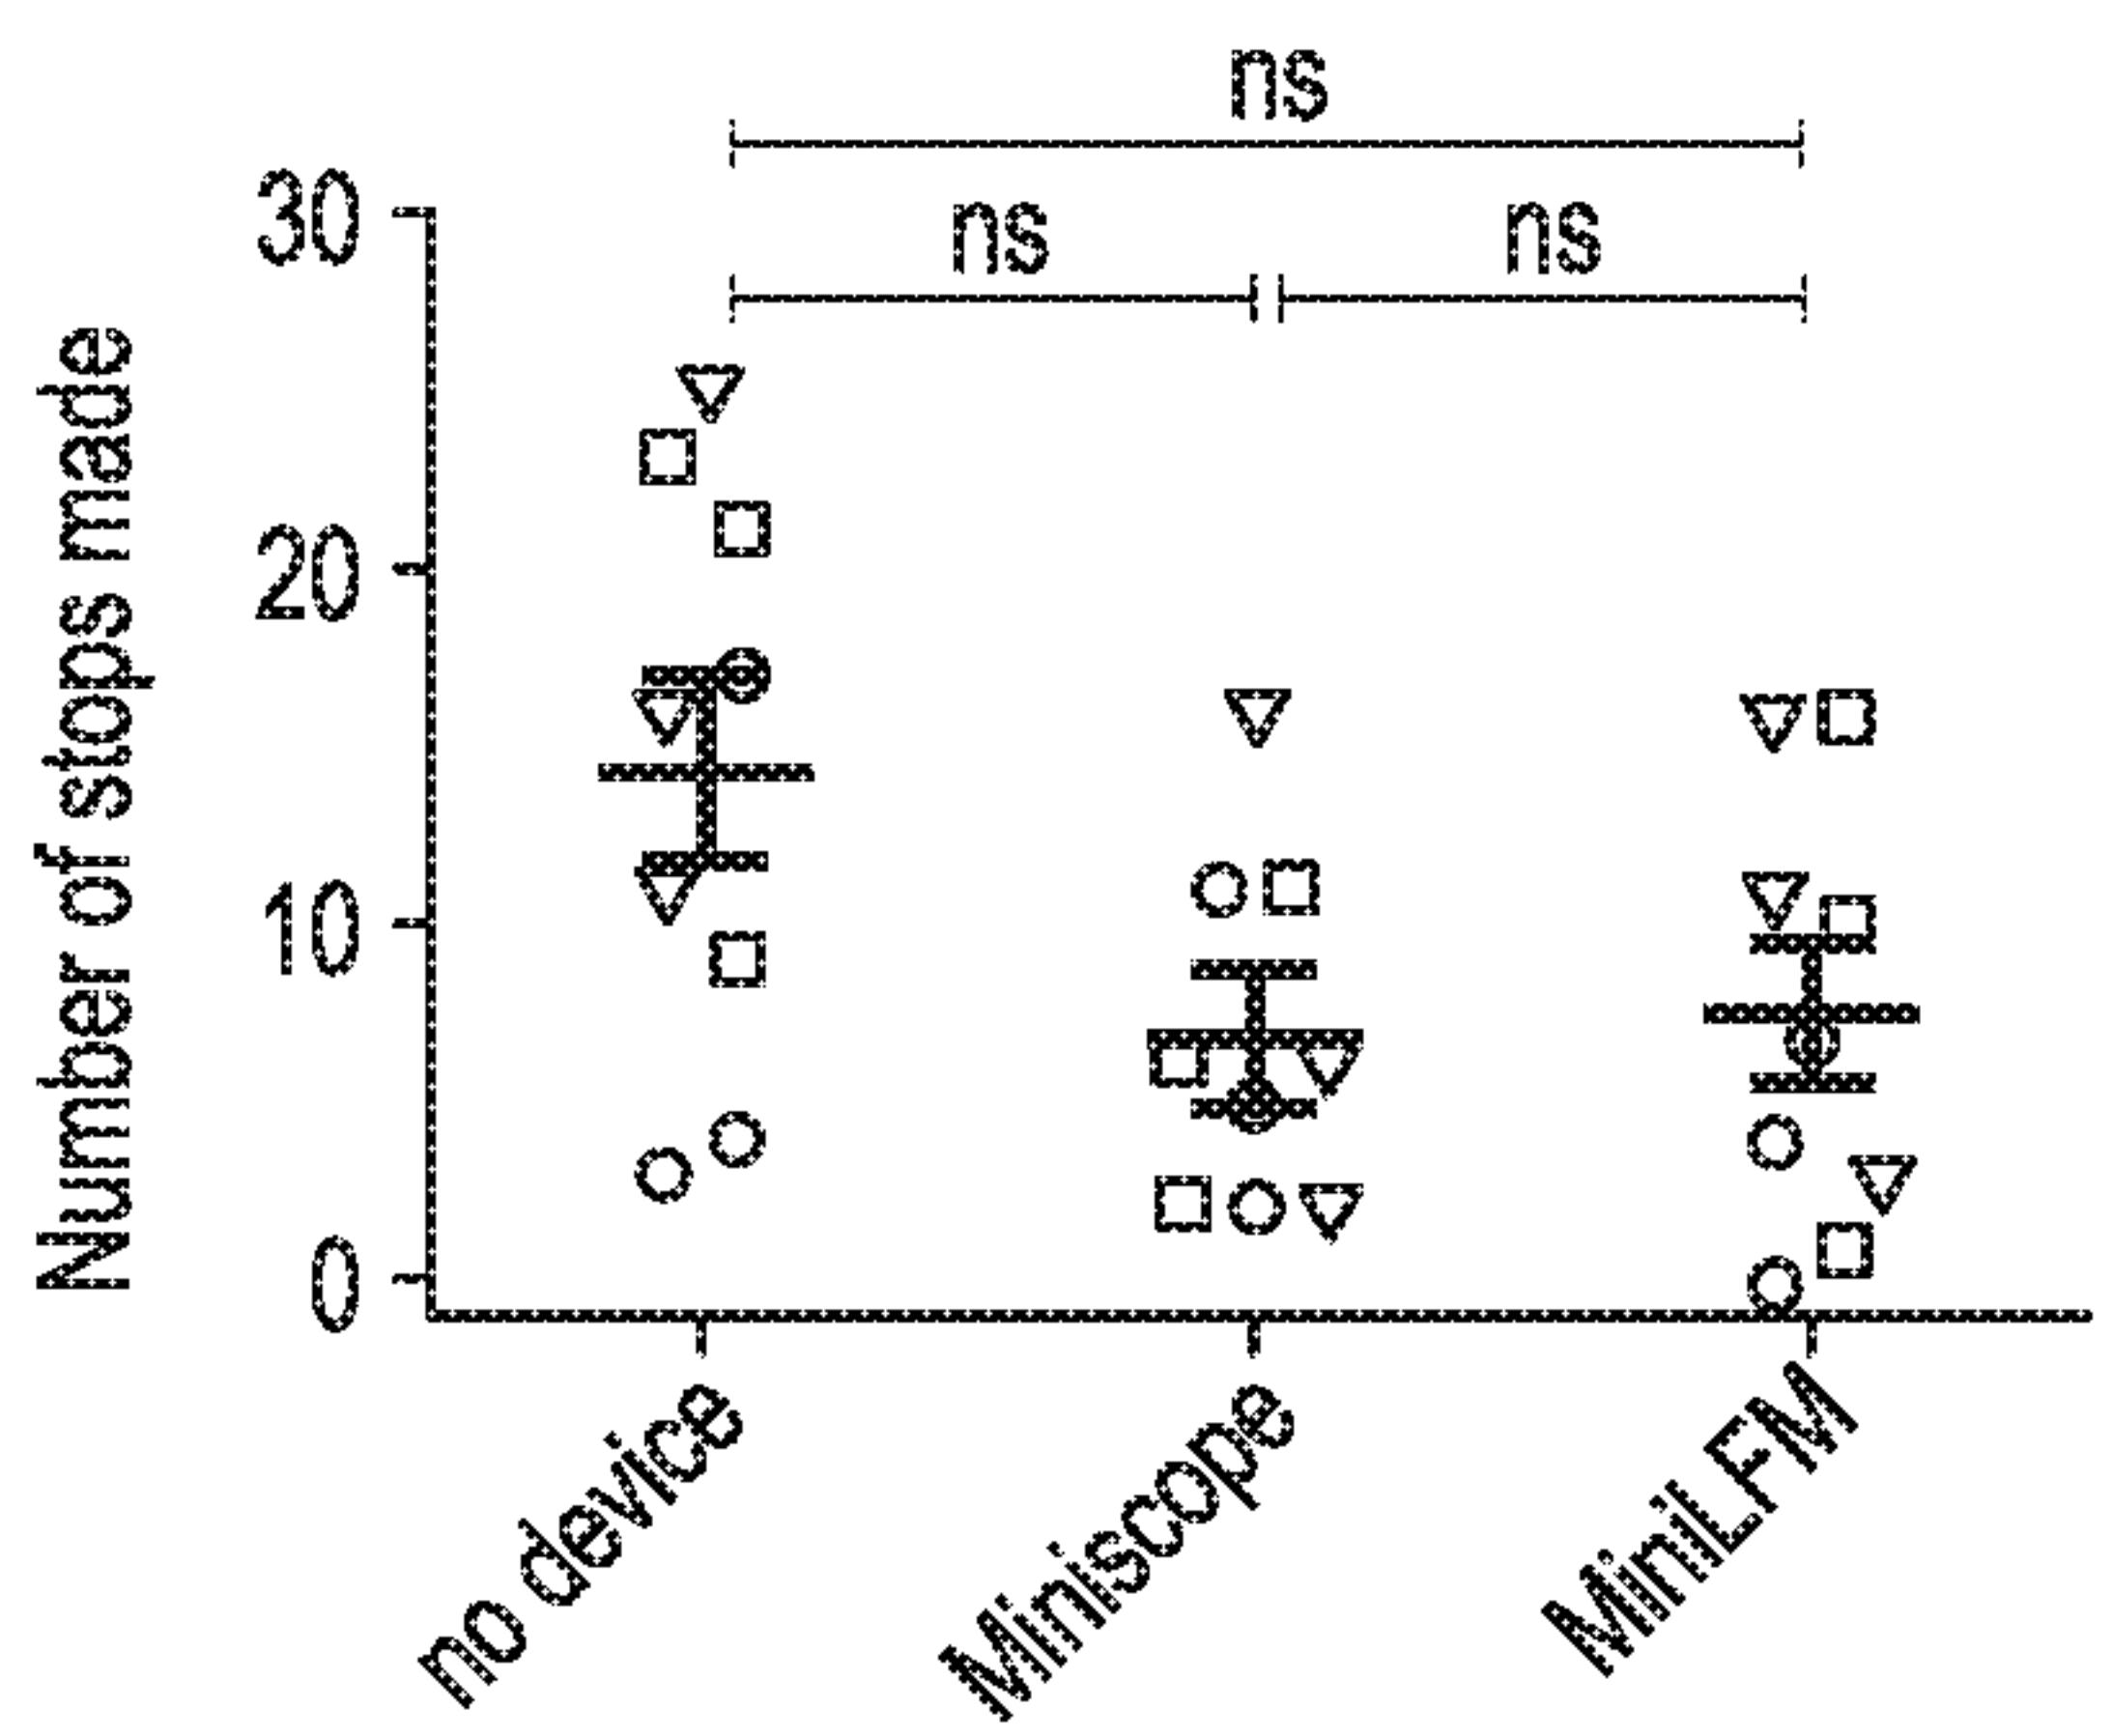 ns
ns ns
Number of stops made
30
20
10
0
no device
Miniscope
MiniLFM